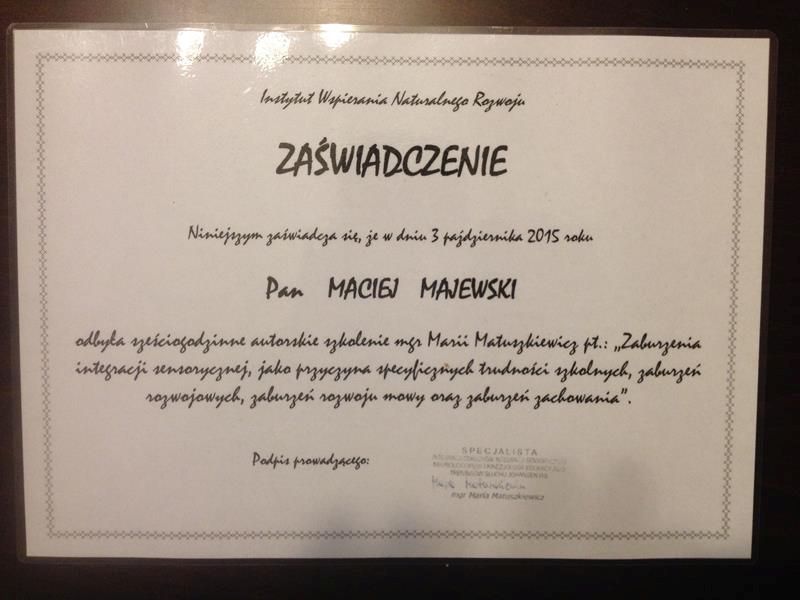 Instytut Wspierania Naturalnego Rozwoju
ZAŚWIADCZENIE
Niniejszym zaświadcza się, że w dniu 3 października 2015 roku
Pan MACIEJ MAJEWSKI
odbyła sześciogodzinne autorskie szkolenie mgr Marii Matuszkiewicz pt.: „Zaburzenia
integracji sensorycznej, jako przyczyna specyficznych trudności szkolnych, zaburzeń
rozwojowych, zaburzeń rozwoju mowy oraz zaburzeń zachowania”.
Podpis prowadzącego:
SPECJALISTA
mgr Maria Matuszkiewicz